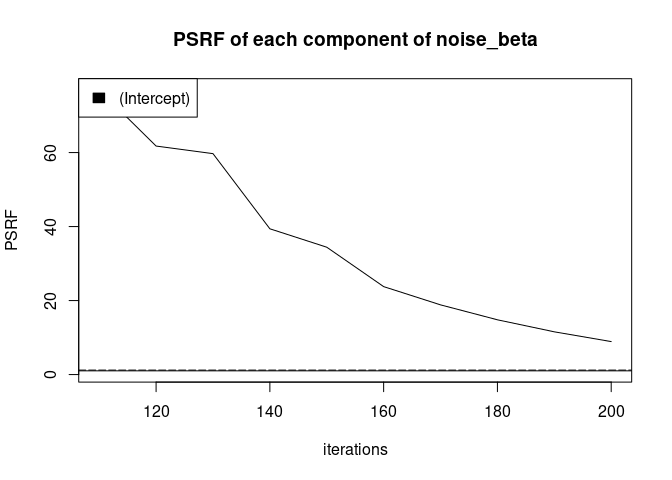 PSRF of each component of noise_beta
(Intercept)
PSRF
60
40
20
0
120 140 160 180 200
iterations